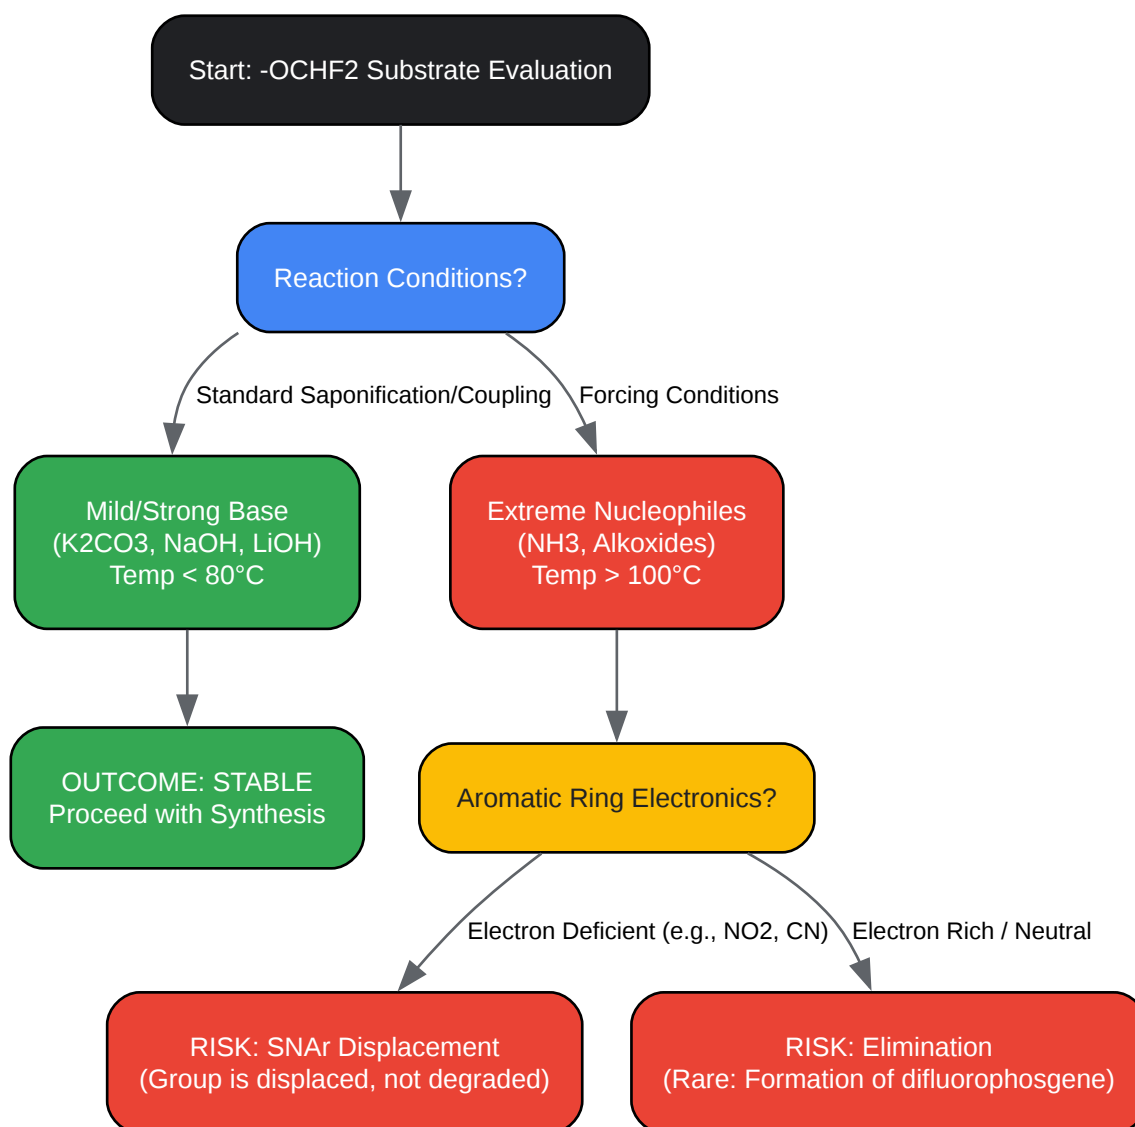 Start: -OCHF2 Substrate Evaluation
Reaction Conditions?
Standard Saponification/Coupling
Forcing Conditions
Mild/Strong Base
(K2CO3, NaOH, LiOH)
Temp < 80°C
Extreme Nucleophiles
(NH3, Alkoxides)
Temp > 100°C
OUTCOME: STABLE
Proceed with Synthesis
Aromatic Ring Electronics?
Electron Deficient (e.g., NO2, CN)
Electron Rich / Neutral
RISK: SNAr Displacement
(Group is displaced, not degraded)
RISK: Elimination
(Rare: Formation of difluorophosgene)